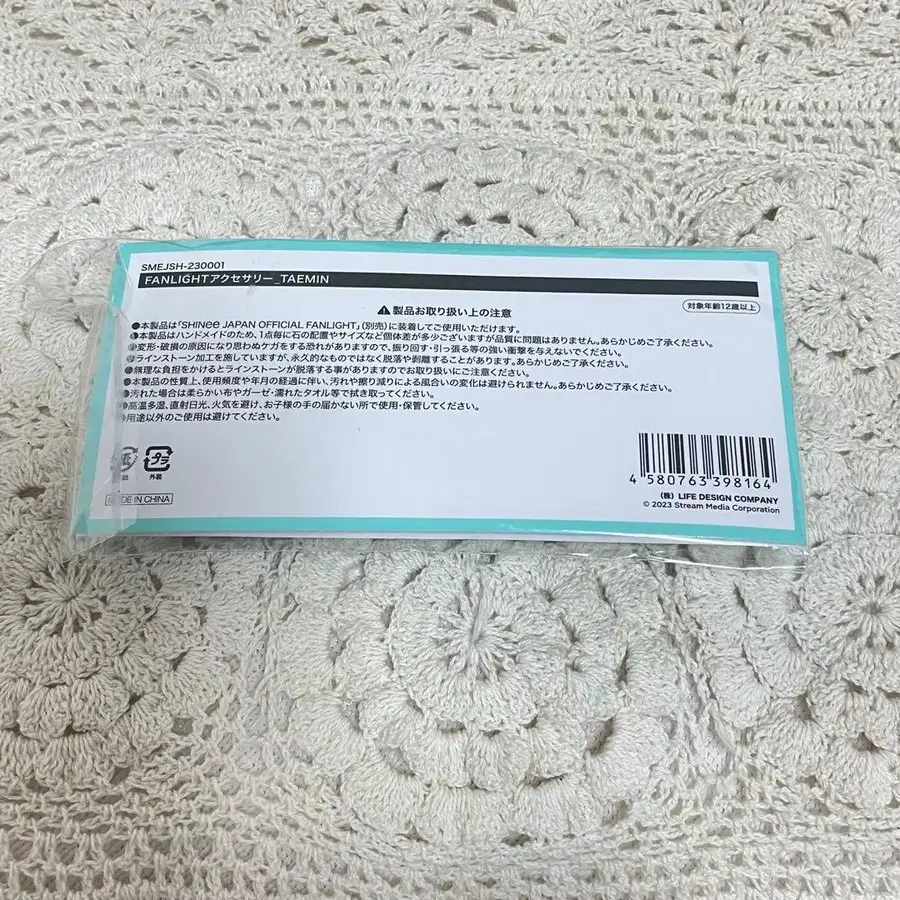 SMEJSH-230001
FANLIGHTアクセサリー_TAEMIN
製品お取り扱い上の注意
対象年齢12歳以上
●本製品は「SHINee JAPAN OFFICIAL FANLIGHT」(別売)に装着してご使用いただけます。
●本製品はハンドメイドのため、1点毎に石の配置やサイズなど個体差が多少ございますが品質に問題はありません。あらかじめご了承ください。
●変形・破損の原因になり思わぬケガをする恐れがありますので、振り回す・引っ張る等の強い衝撃を与えないでください。
●ラインストーン加工を施していますが、永久的なものではなく脱落や剥離することがあります。あらかじめご了承ください。
●無理な負担をかけるとラインストーンが脱落する事がありますのでお取り扱いにご注意ください。
●本製品の性質上、使用頻度や年月の経過に伴い、汚れや擦り減りによる風合いの変化は避けられません。あらかじめご了承ください。
●汚れた場合は柔らかい布やガーゼ・濡れたタオル等で拭き取ってください。
●高温多湿、直射日光、火気を避け、お子様の手の届かない所で使用・保管してください。
●用途以外のご使用は避けてください。
プラ
外装
MADE IN CHINA
4 580763 398164
(株) LIFE DESIGN COMPANY
© 2023 Stream Media Corporation